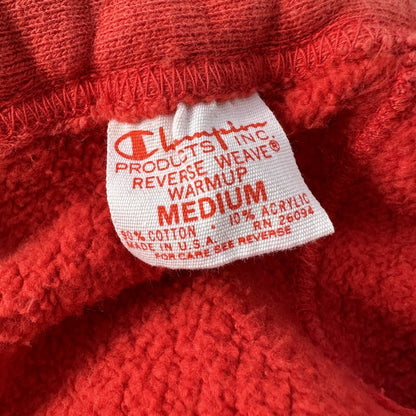 Champion
PRODUCTS INC.
REVERSE WEAVE®
WARMUP
MEDIUM
90% COTTON • 10% ACRYLIC
MADE IN U.S.A. RN 26094
FOR CARE SEE REVERSE